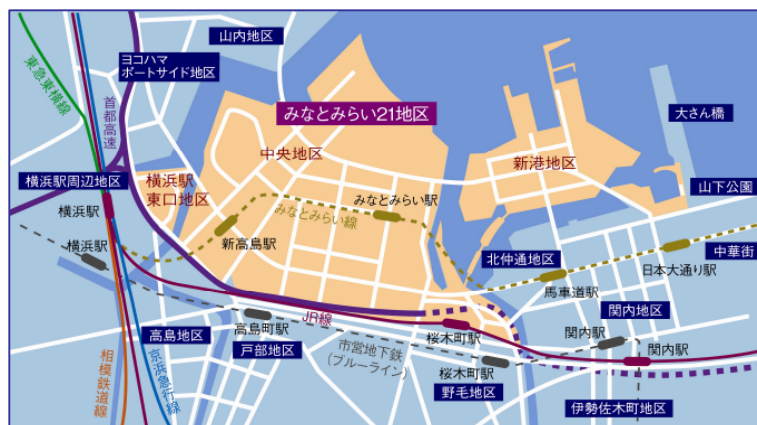 山内地区
ヨコハマ
ポートサイド地区
東急東横線
首都高速
みなとみらい21地区
大さん橋
中央地区
新港地区
横浜駅周辺地区
横浜駅
東口地区
山下公園
みなとみらい駅
横浜駅
みなとみらい線
横浜駅
新高島駅
北仲通地区
中華街
日本大通り駅
馬車道駅
関内地区
JR線
高島町駅
高島地区
桜木町駅
関内駅
関内駅
戸部地区
市営地下鉄
(ブルーライン)
相模鉄道線
京浜急行線
桜木町駅
野毛地区
伊勢佐木町地区